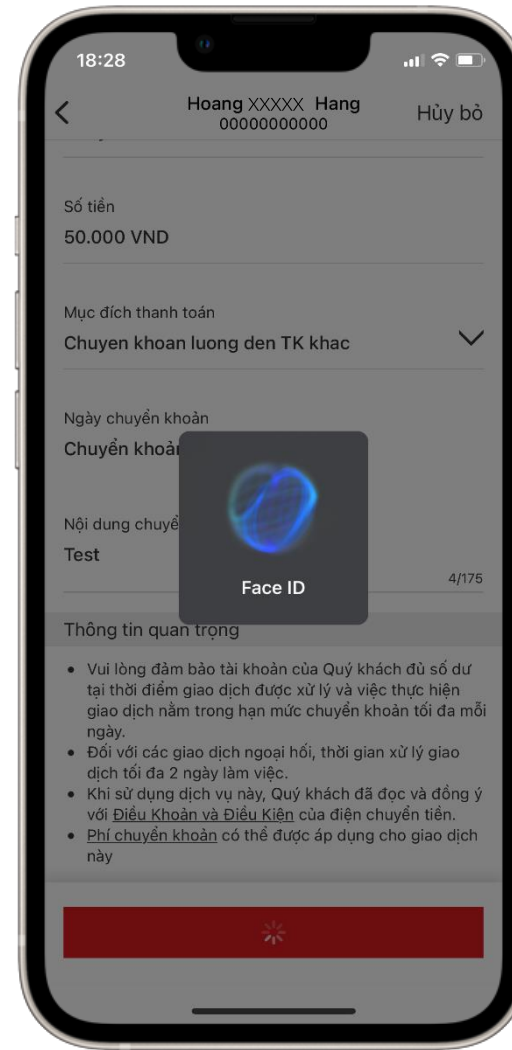 18:28
Hoang XXXXX Hang
00000000000
Hủy bỏ
Số tiền
50.000 VND
Mục đích thanh toán
Chuyen khoan luong den TK khac
Ngày chuyển khoản
Chuyển khoản
Nội dung chuyể
Test
4/175
Face ID
Thông tin quan trọng
• Vui lòng đảm bảo tài khoản của Quý khách đủ số dư
tại thời điểm giao dịch được xử lý và việc thực hiện
giao dịch nằm trong hạn mức chuyển khoản tối đa mỗi
ngày.
• Đối với các giao dịch ngoại hối, thời gian xử lý giao
dịch tối đa 2 ngày làm việc.
• Khi sử dụng dịch vụ này, Quý khách đã đọc và đồng ý
với Điều Khoản và Điều Kiện của điện chuyển tiền.
• Phí chuyển khoản có thể được áp dụng cho giao dịch
này